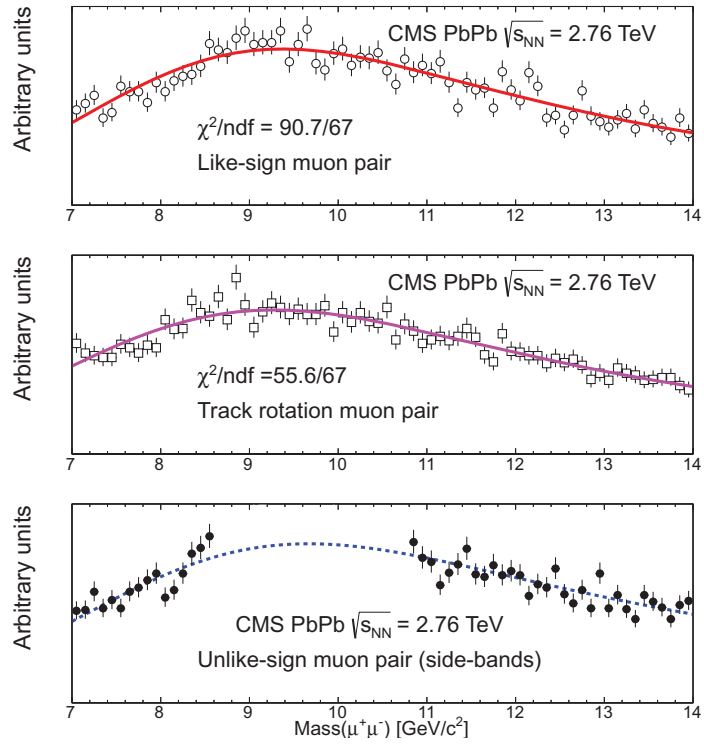 Arbitrary units
CMS PbPb √sNN = 2.76 TeV
χ²/ndf = 90.7/67
Like-sign muon pair
7 8 9 10 11 12 13 14
Arbitrary units
CMS PbPb √sNN = 2.76 TeV
χ²/ndf =55.6/67
Track rotation muon pair
7 8 9 10 11 12 13 14
Arbitrary units
CMS PbPb √sNN = 2.76 TeV
Unlike-sign muon pair (side-bands)
7 8 9 10 11 12 13 14
Mass(μ⁺μ⁻) [GeV/c²]